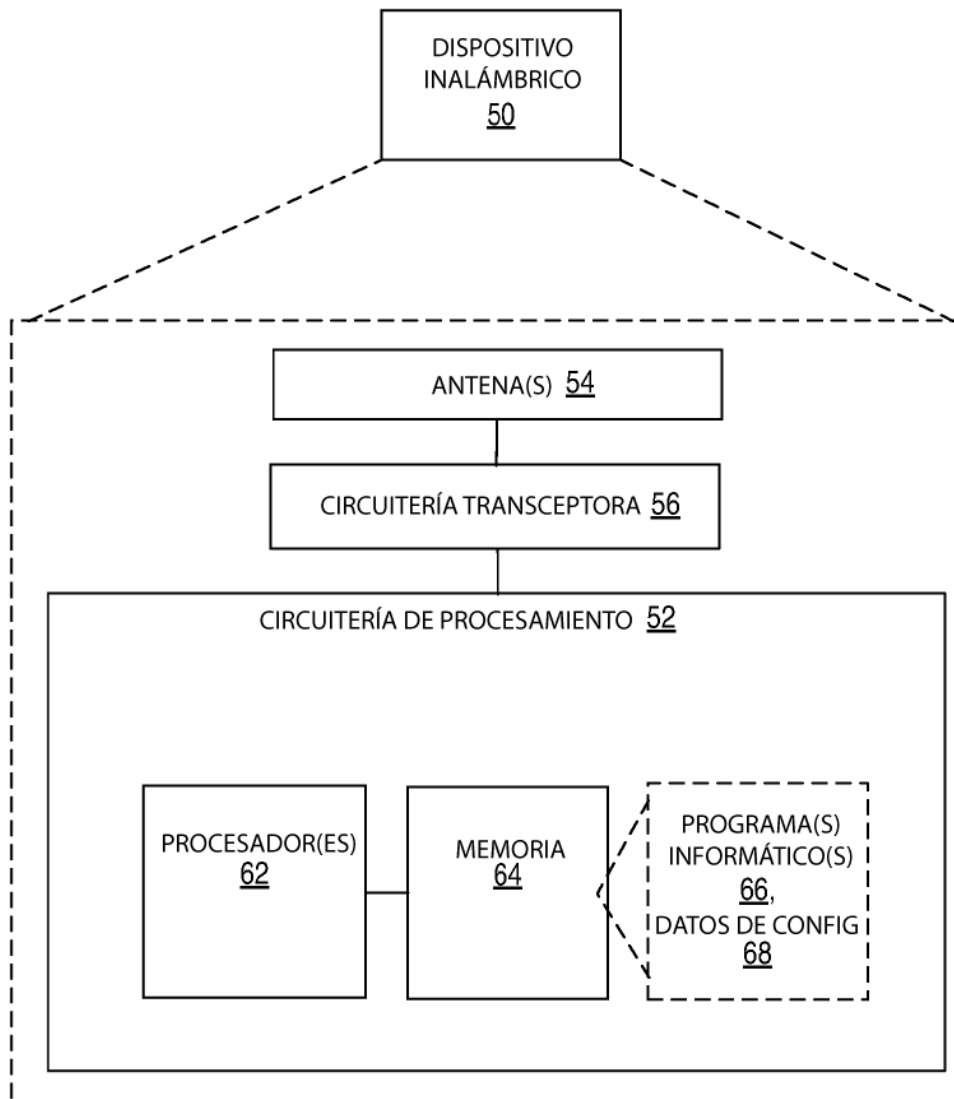 DISPOSITIVO
INALÁMBRICO
50
ANTENA(S) 54
CIRCUITERÍA TRANSCEPTORA 56
CIRCUITERÍA DE PROCESAMIENTO 52
PROCESADOR(ES)
62
MEMORIA
64
PROGRAMA(S)
INFORMÁTICO(S)
66,
DATOS DE CONFIG
68